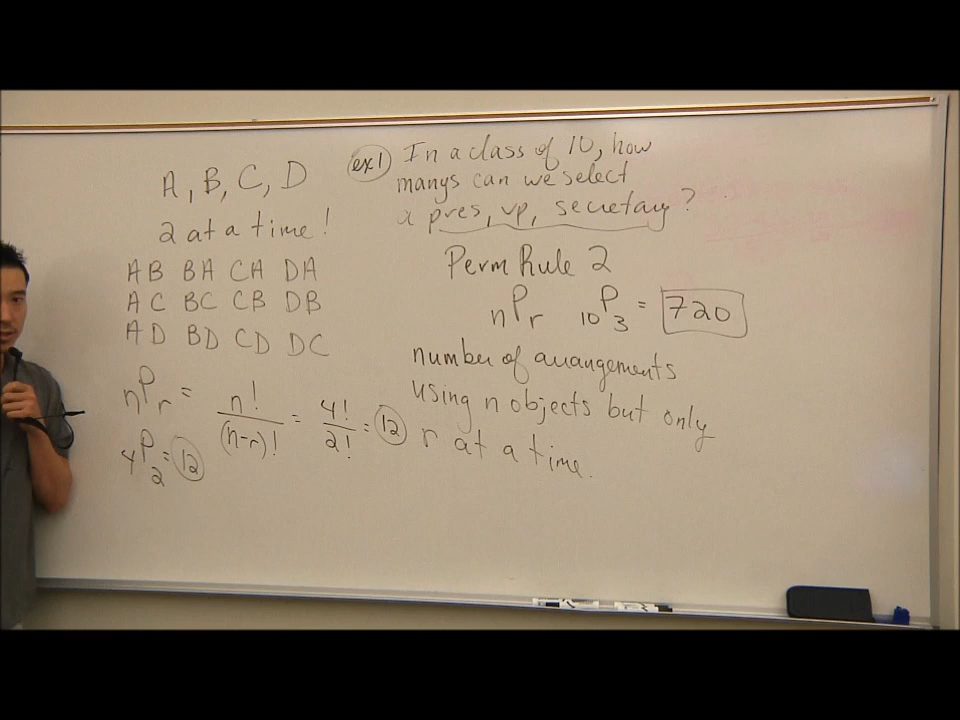 A, B, C, D
2 at a time!
AB BA CA DA
AC BC CB DB
AD BD CD DC
nPr = n!/(n-r)! = 4!/2! = 12
4P2 = 12
ex1 In a class of 10, how
manys can we select
a pres, vp, secretary?
Perm Rule 2
nPr 10P3 = 720
number of arrangements
using n objects but only
r at a time.